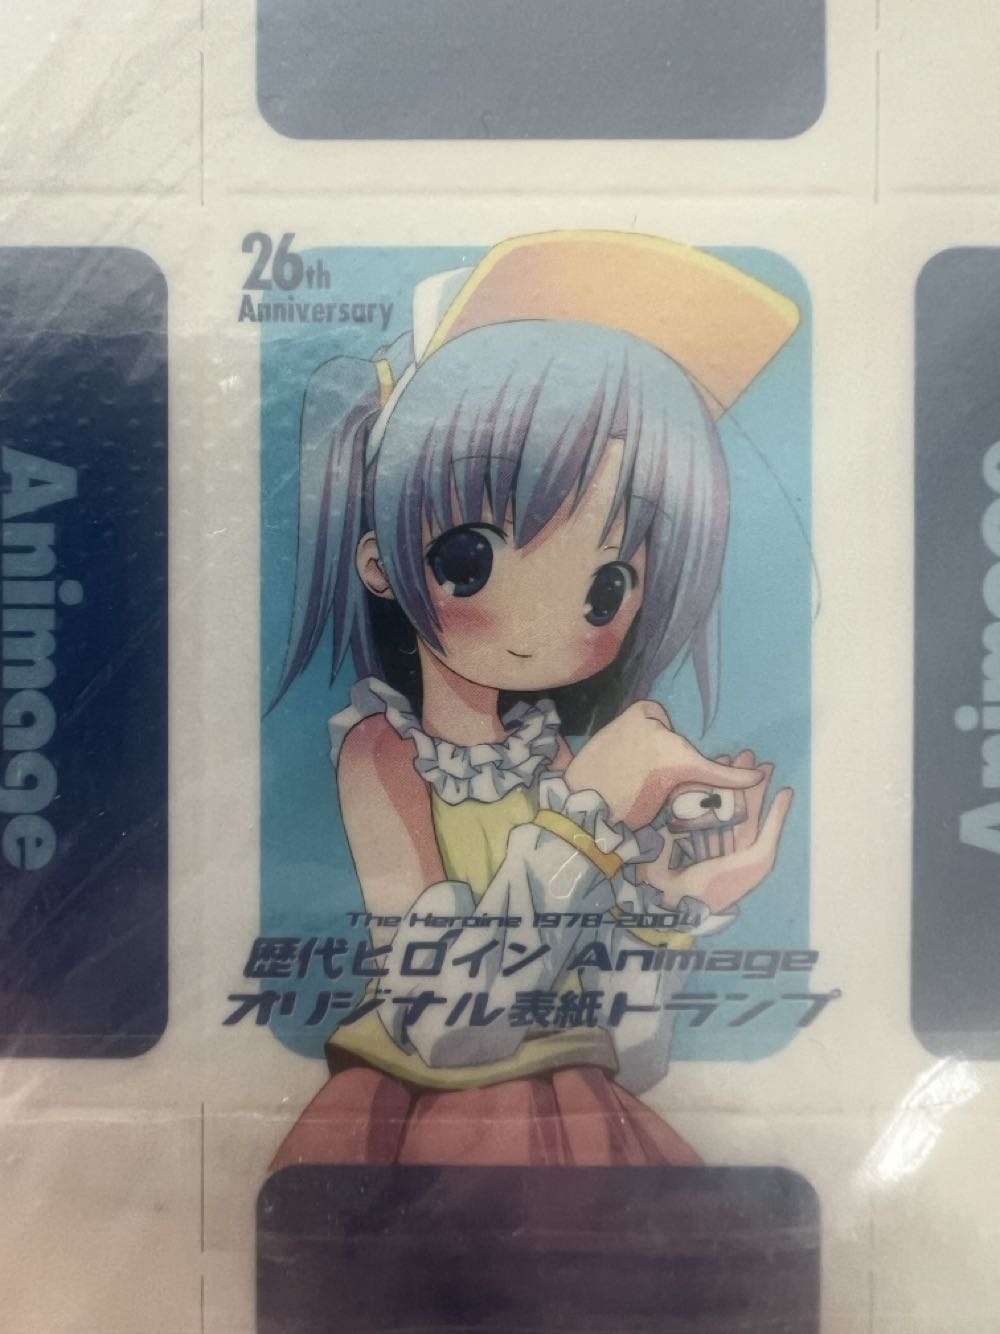 26th
Anniversary
Animage
Animage
The Heroine 1978-2004
歴代ヒロイン Animage
オリジナル表紙トランプ